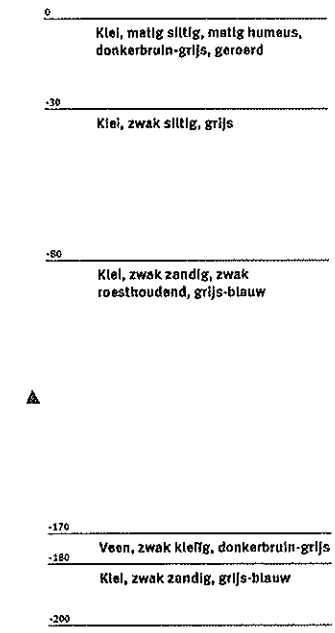 0
Klei, matig siltig, matig humeus,
donkerbruin-grijs, geroerd
-30
Klei, zwak siltig, grijs
-80
Klei, zwak zandig, zwak
roesthoudend, grijs-blauw
-170
Veen, zwak kleiïg, donkerbruin-grijs
-180
Klei, zwak zandig, grijs-blauw
-200